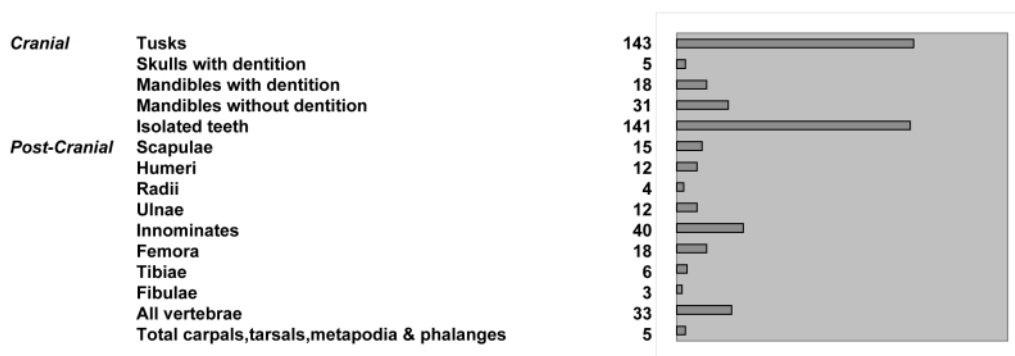 Cranial Tusks 143
Skulls with dentition 5
Mandibles with dentition 18
Mandibles without dentition 31
Isolated teeth 141
Post-Cranial Scapulae 15
Humeri 12
Radii 4
Ulnae 12
Innominates 40
Femora 18
Tibiae 6
Fibulae 3
All vertebrae 33
Total carpals,tarsals,metapodia & phalanges 5